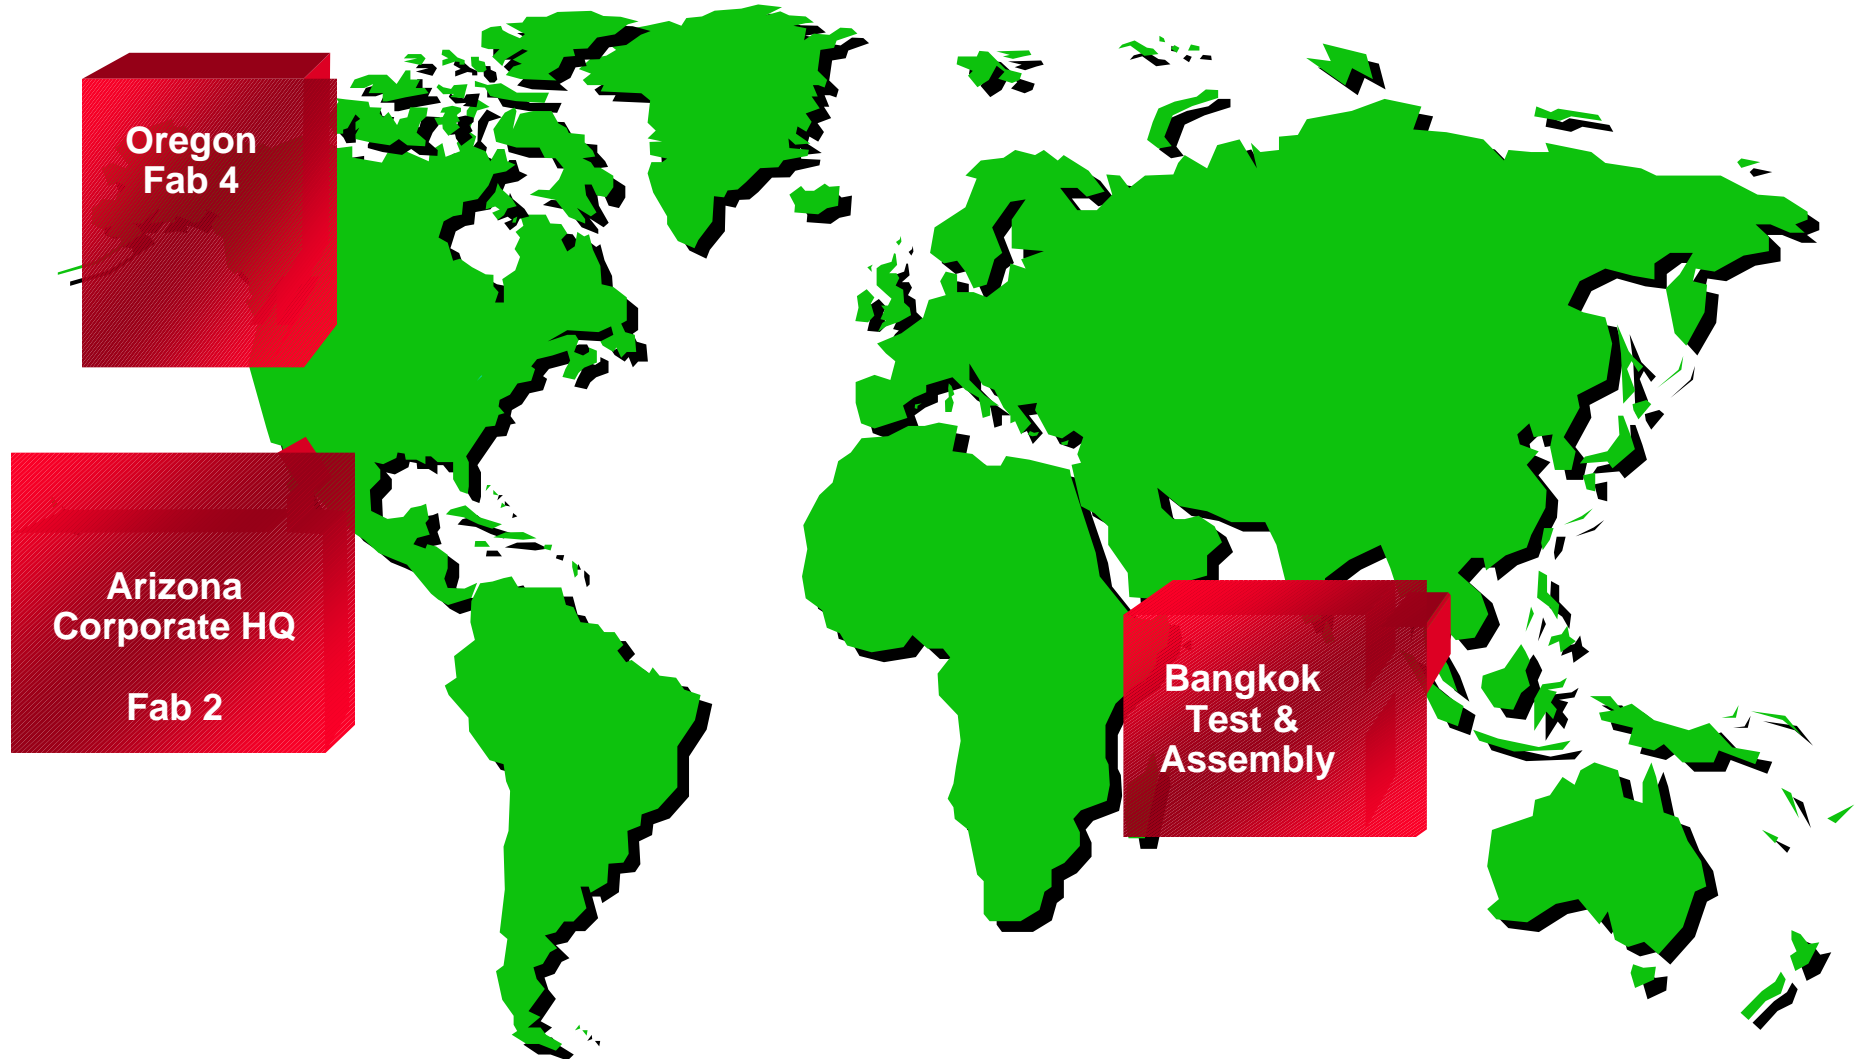 Oregon
Fab 4
Arizona
Corporate HQ
Fab 2
Bangkok
Test &
Assembly